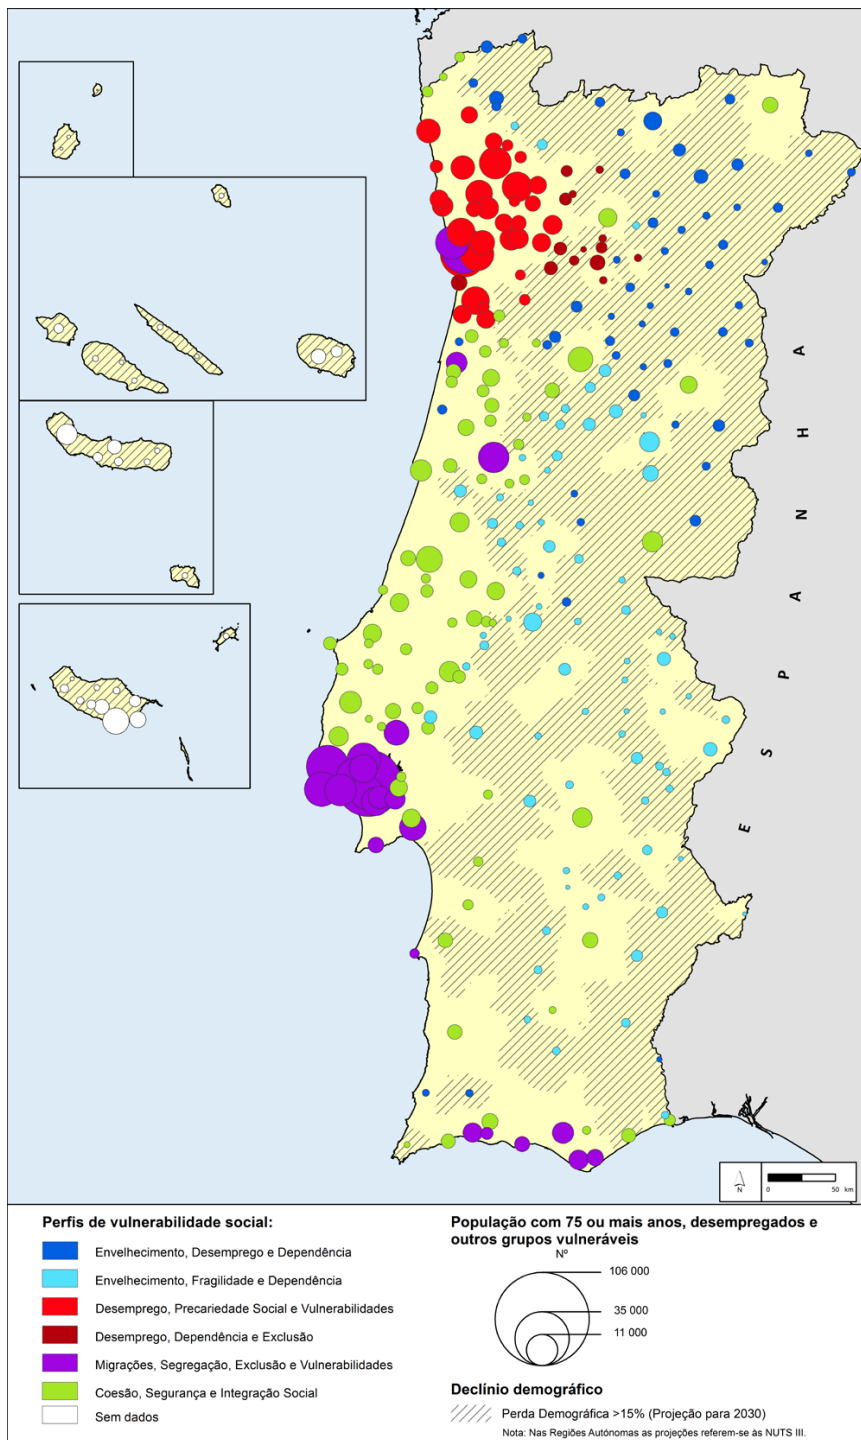 ESPANHA
N
0 50 km
Perfis de vulnerabilidade social:
Envelhecimento, Desemprego e Dependência
Envelhecimento, Fragilidade e Dependência
Desemprego, Precariedade Social e Vulnerabilidades
Desemprego, Dependência e Exclusão
Migrações, Segregação, Exclusão e Vulnerabilidades
Coesão, Segurança e Integração Social
Sem dados
População com 75 ou mais anos, desempregados e
outros grupos vulneráveis
Nº
106 000
35 000
11 000
Declínio demográfico
Perda Demográfica >15% (Projeção para 2030)
Nota: Nas Regiões Autónomas as projeções referem-se às NUTS III.